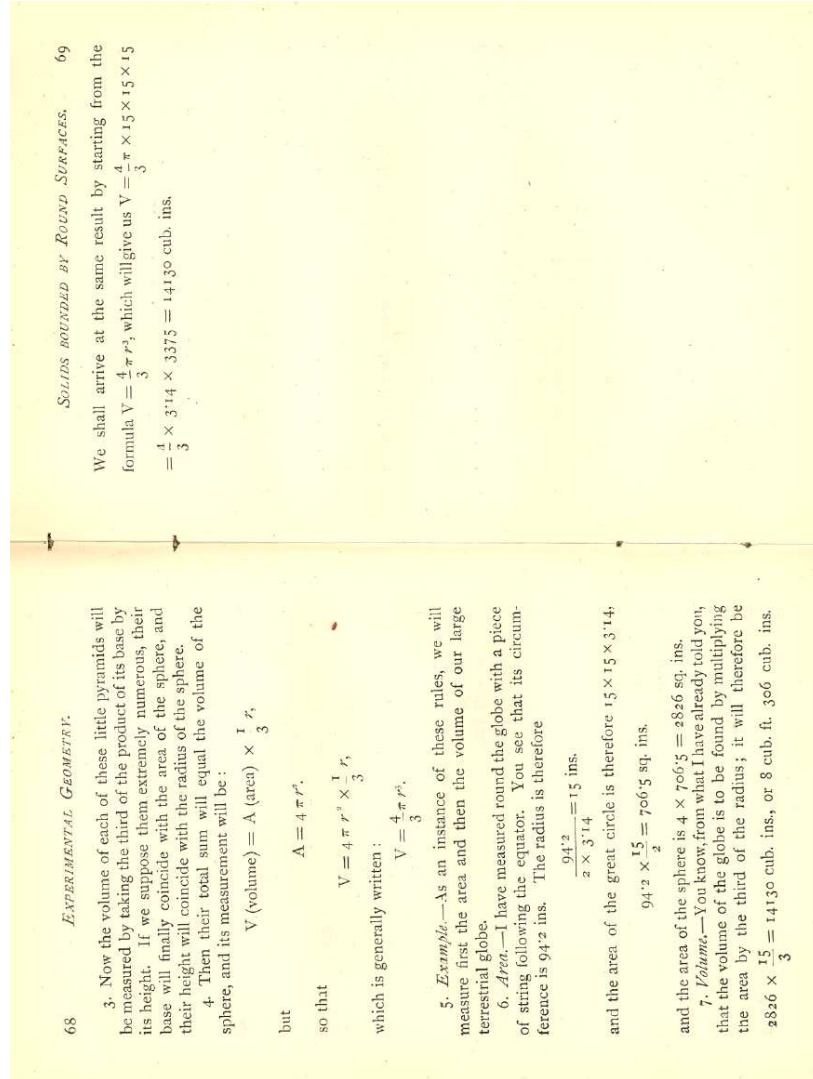 68 EXPERIMENTAL GEOMETRY.
3. Now the volume of each of these little pyramids will
be measured by taking the third of the product of its base by
its height. If we suppose them extremely numerous, their
base will finally coincide with the area of the sphere, and
their height will coincide with the radius of the sphere.
4. Then their total sum will equal the volume of the
sphere, and its measurement will be :
V (volume) = A (area) × 1/3 r,
but
A = 4 π r².
so that
V = 4 π r² × 1/3 r,
which is generally written :
V = 4/3 π r³.
5. Example.—As an instance of these rules, we will
measure first the area and then the volume of our large
terrestrial globe.
6. Area.—I have measured round the globe with a piece
of string following the equator. You see that its circum-
ference is 94·2 ins. The radius is therefore
94·2 / 2 × 3·14 = 15 ins.
and the area of the great circle is therefore 15 × 15 × 3·14,
94·2 × 15/2 = 706·5 sq. ins.
and the area of the sphere is 4 × 706·5 = 2826 sq. ins.
7. Volume.—You know, from what I have already told you,
that the volume of the globe is to be found by multiplying
the area by the third of the radius; it will therefore be
2826 × 15/3 = 14130 cub. ins., or 8 cub. ft. 306 cub. ins.
SOLIDS BOUNDED BY ROUND SURFACES. 69
We shall arrive at the same result by starting from the
formula V = 4/3 π r³, which will give us V = 4/3 π × 15 × 15 × 15
= 4/3 × 3·14 × 3375 = 14130 cub. ins.